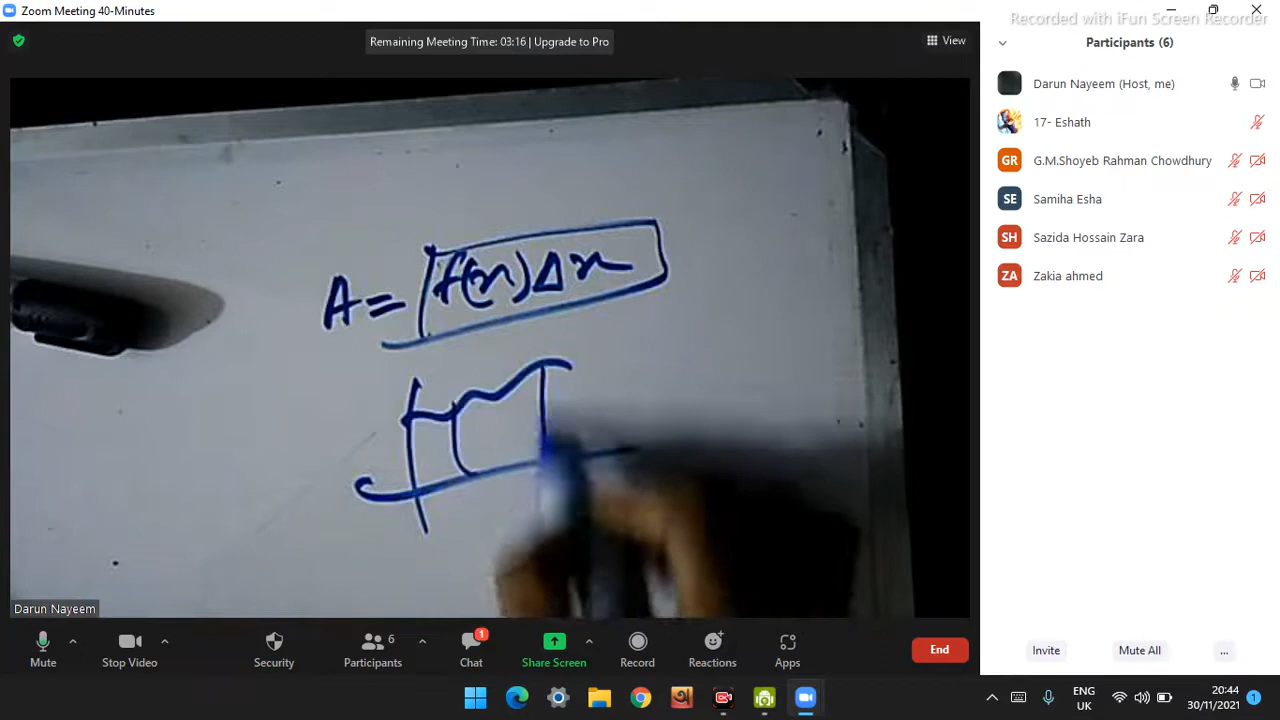 Zoom Meeting 40-Minutes
Recorded with iFun Screen Recorder
Remaining Meeting Time: 03:16 | Upgrade to Pro
View
Participants (6)
Darun Nayeem (Host, me)
17- Eshath
GR G.M.Shoyeb Rahman Chowdhury
SE Samiha Esha
SH Sazida Hossain Zara
ZA Zakia ahmed
A = f(x)Δx
Darun Nayeem
6
1
Mute
Stop Video
Security
Participants
Chat
Share Screen
Record
Reactions
Apps
End
Invite
Mute All
...
অ
ENG
UK
20:44
30/11/2021
1